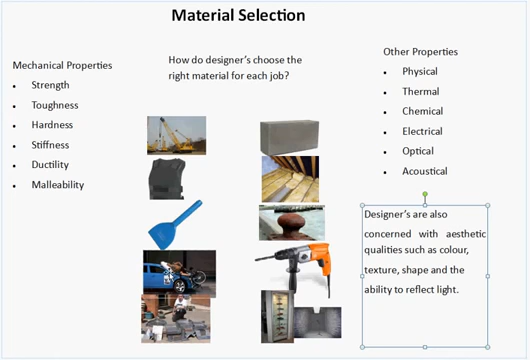 Material Selection
How do designer's choose the
right material for each job?
Mechanical Properties
• Strength
• Toughness
• Hardness
• Stiffness
• Ductility
• Malleability
Other Properties
• Physical
• Thermal
• Chemical
• Electrical
• Optical
• Acoustical
Designer's are also
concerned with aesthetic
qualities such as colour,
texture, shape and the
ability to reflect light.